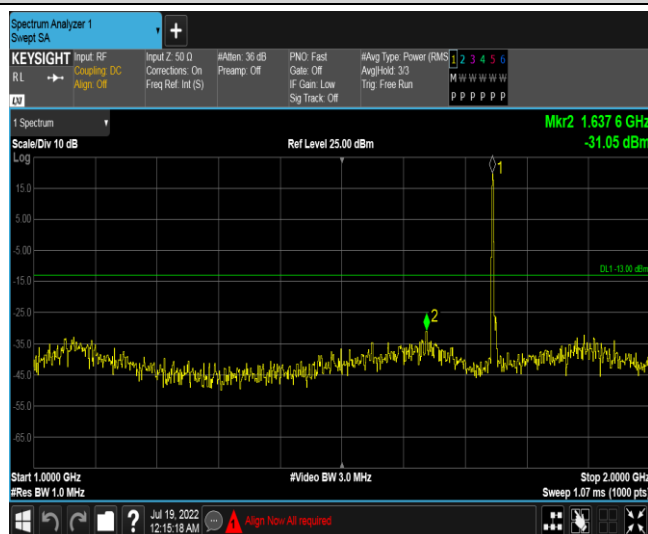 Spectrum Analyzer 1
Swept SA
KEYSIGHT
RL
LXI
Input: RF
Coupling: DC
Align: Off
Input Z: 50 Ω
Corrections: On
Freq Ref: Int (S)
#Atten: 36 dB
Preamp: Off
PNO: Fast
Gate: Off
IF Gain: Low
Sig Track: Off
#Avg Type: Power (RMS
Avg|Hold: 3/3
Trig: Free Run
1 2 3 4 5 6
M W W W W W
P P P P P P
1 Spectrum
Mkr2 1.637 6 GHz
Scale/Div 10 dB
Ref Level 25.00 dBm
-31.05 dBm
Log
1
15.0
5.00
-5.00
DL1 -13.00 dBm
-15.0
-25.0
2
-35.0
-45.0
-55.0
-65.0
Start 1.0000 GHz
#Video BW 3.0 MHz
Stop 2.0000 GHz
#Res BW 1.0 MHz
Sweep 1.07 ms (1000 pts)
?
Jul 19, 2022
12:15:18 AM
Align Now All required